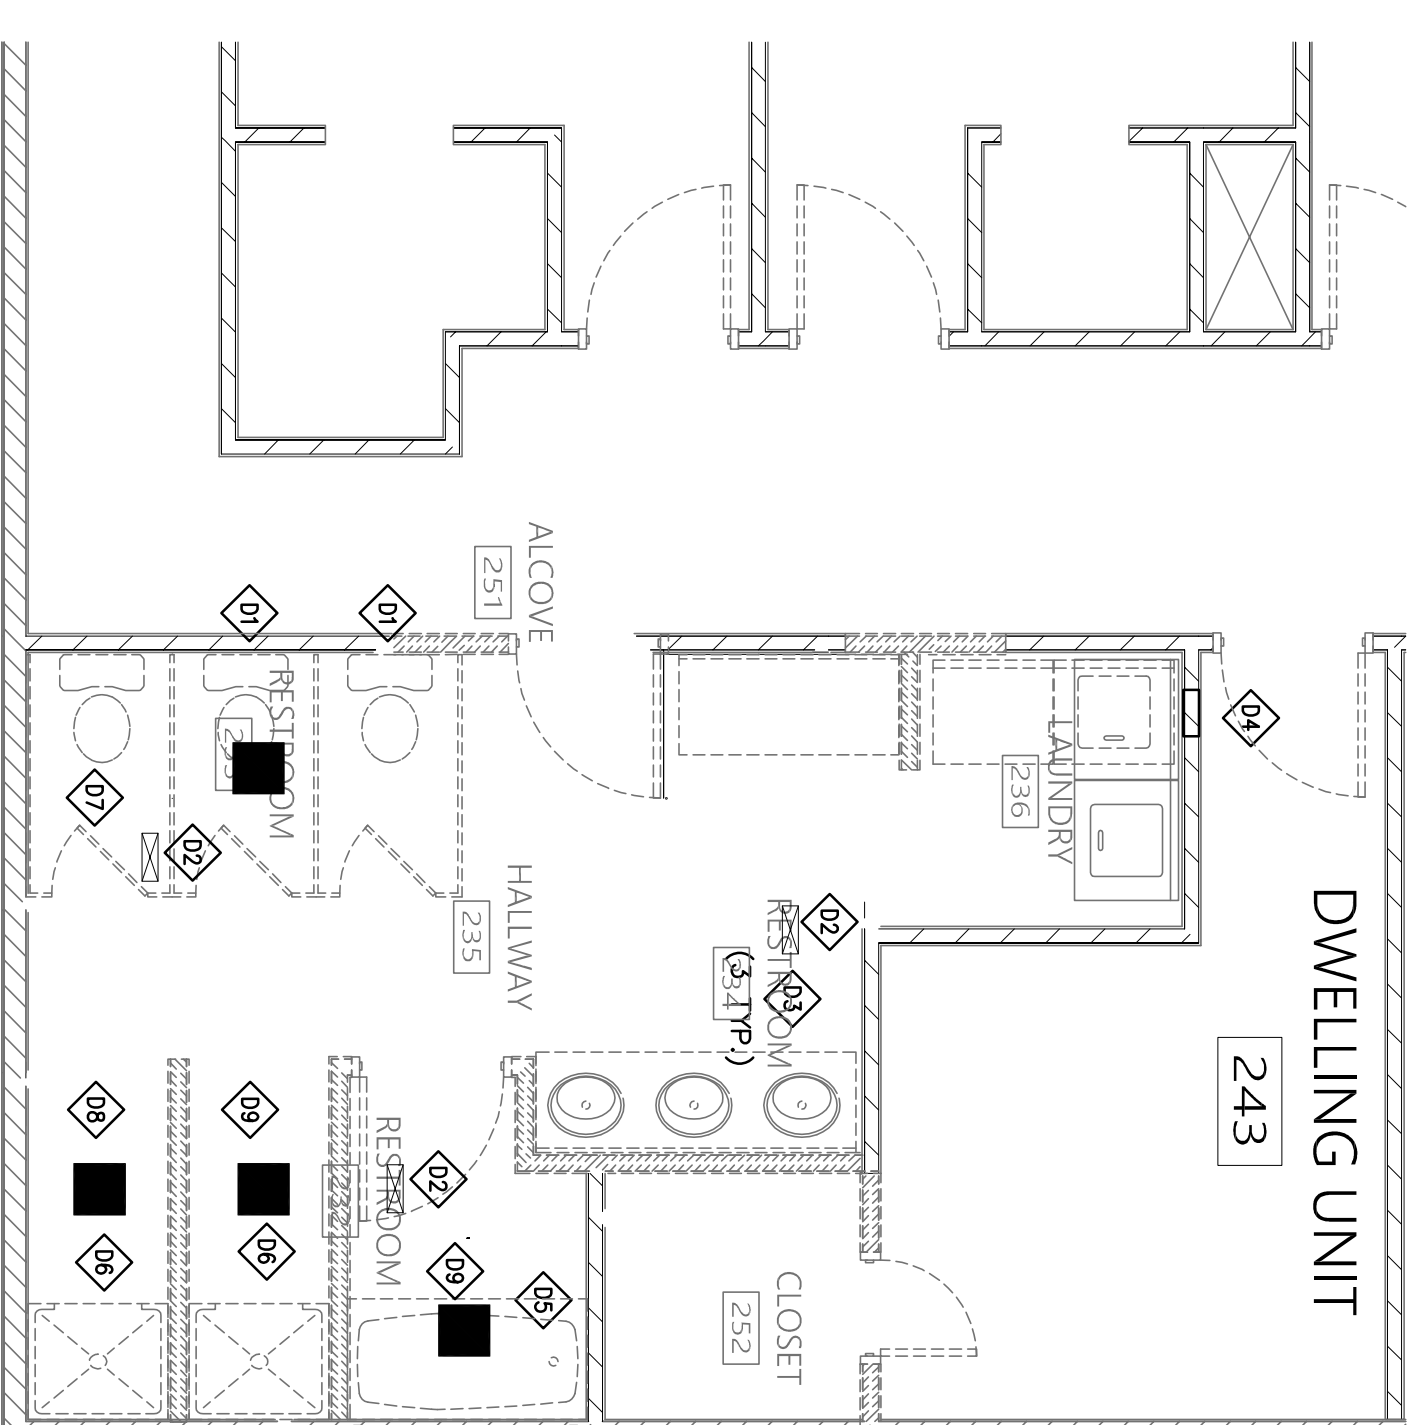 ALCOVE
251
D1
D1
RESTROOM
D7
D2
HALLWAY
235
LAUNDRY
236
D4
D2
RESTROOM
234
D3
(3 TYP.)
DWELLING UNIT
243
D8
D9
RESTROOM
232
D2
D6
D6
D9
D5
CLOSET
252